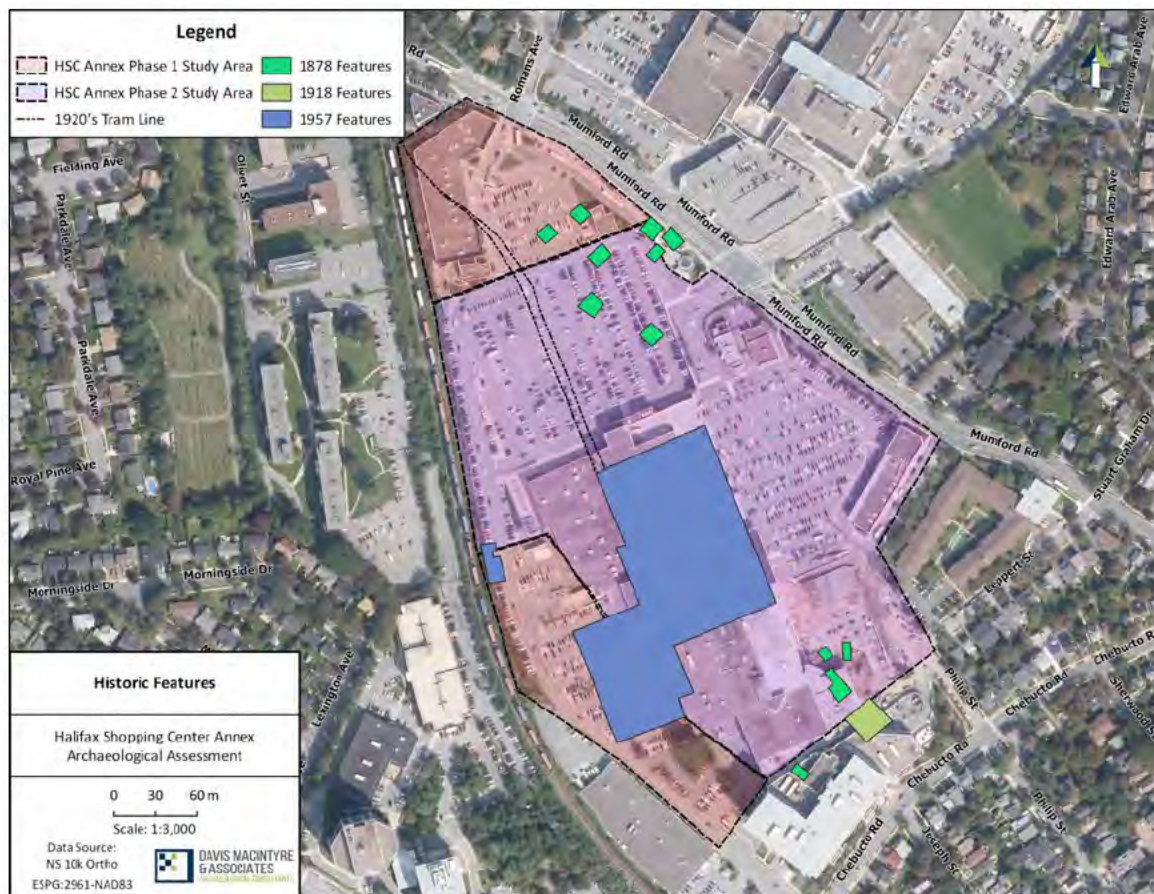 Legend
HSC Annex Phase 1 Study Area
HSC Annex Phase 2 Study Area
1920's Tram Line
1878 Features
1918 Features
1957 Features
Rd
Romans Ave
Mumford Rd
Mumford Rd
Mumford Rd
Mumford Rd
Mumford Rd
Mumford Rd
Edward Arab Ave
Edward Arab Ave
Fielding Ave
Olivet St
Parkdale Ave
Parkdale Ave
Royal Pine Ave
Morningside Dr
Morningside Dr
Lexington Ave
Stuart Graham Dr
Leppert St
Chebucto Rd
Chebucto Rd
Chebucto Rd
Chebucto Rd
Philip St
Philip St
Sherwood St
Joseph St
Historic Features
Halifax Shopping Center Annex
Archaeological Assessment
0 30 60 m
Scale: 1:3,000
Data Source:
NS 10k Ortho
ESPG:2961-NAD83
DAVIS MACINTYRE
& ASSOCIATES